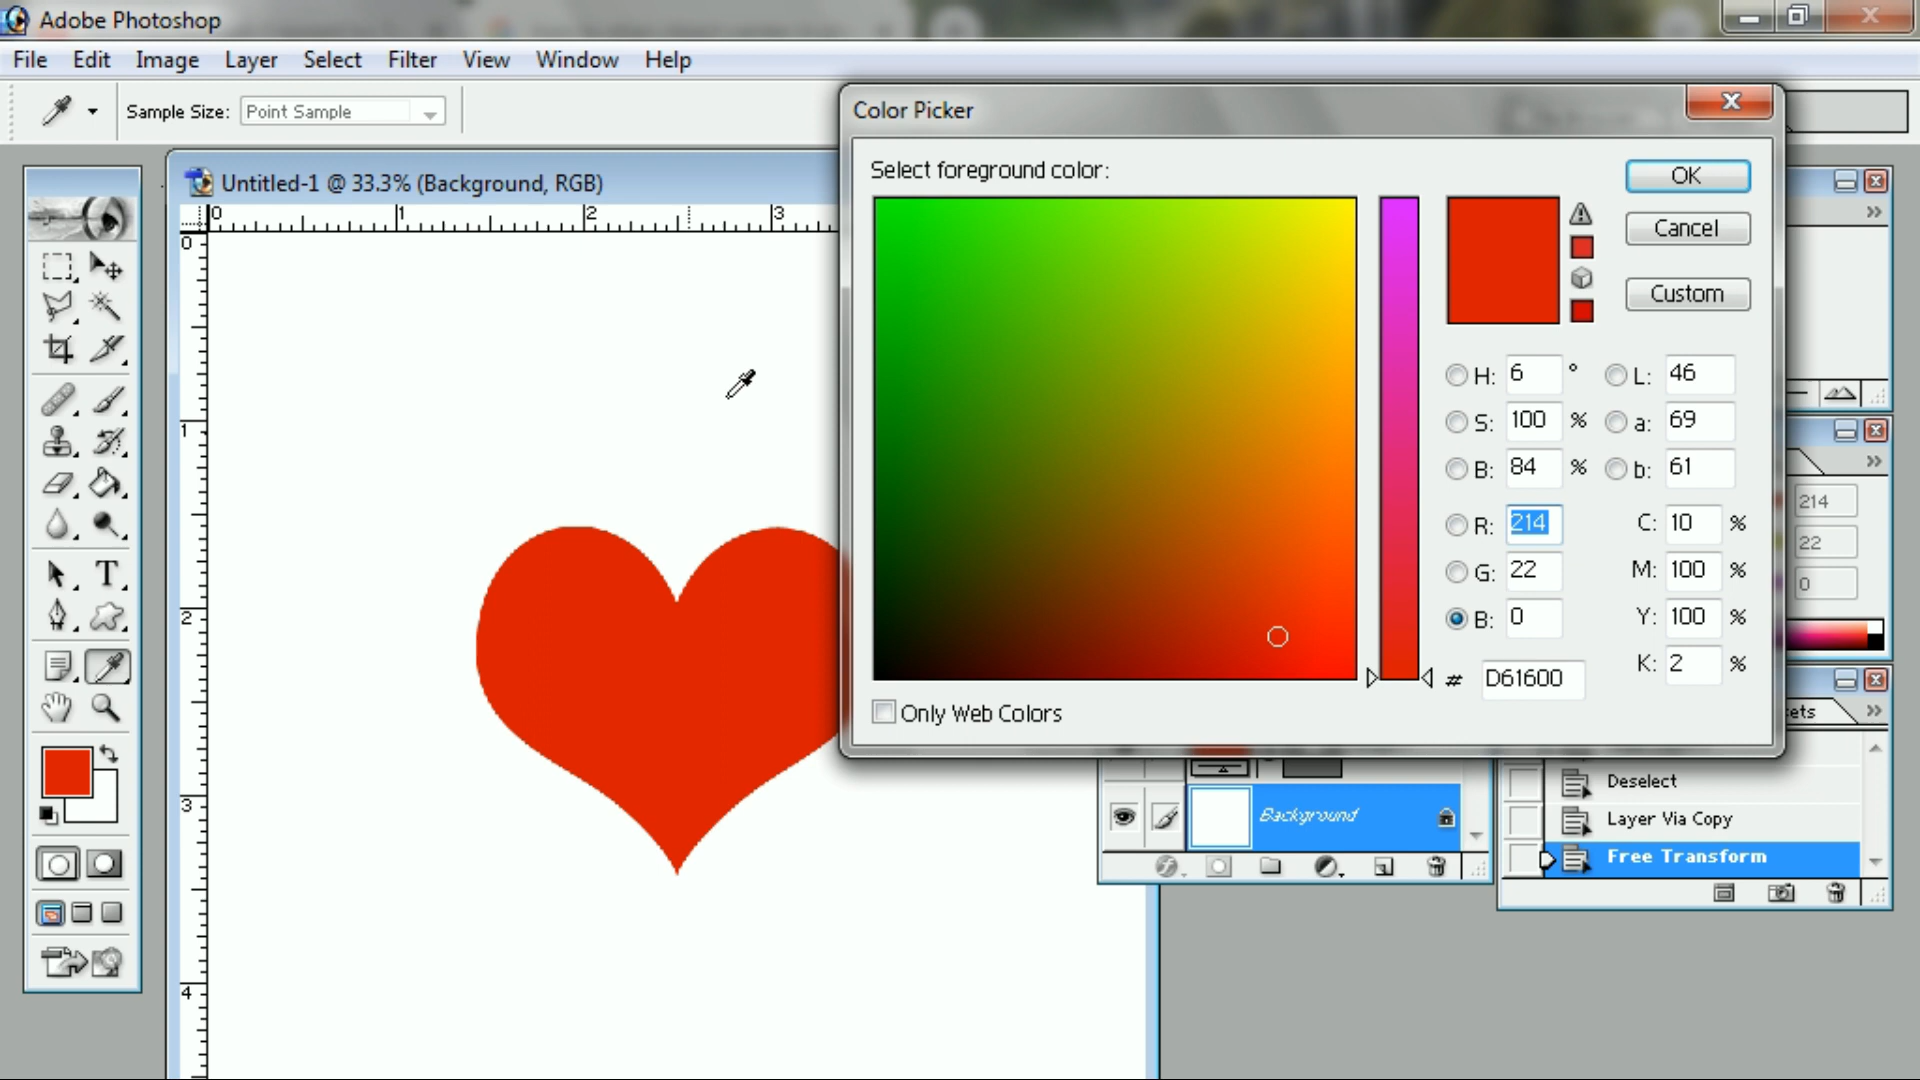 Adobe Photoshop
File Edit Image Layer Select Filter View Window Help
Sample Size: Point Sample
Untitled-1 @ 33.3% (Background, RGB)
0 1 2 3
0
1
2
3
4
Color Picker
Select foreground color:
OK
Cancel
Custom
H: 6 ° L: 46
S: 100 % a: 69
B: 84 % b: 61
R: 214 C: 10 %
G: 22 M: 100 %
B: 0 Y: 100 %
K: 2 %
# D61600
Only Web Colors
214
22
0
ets
Background
Deselect
Layer Via Copy
Free Transform